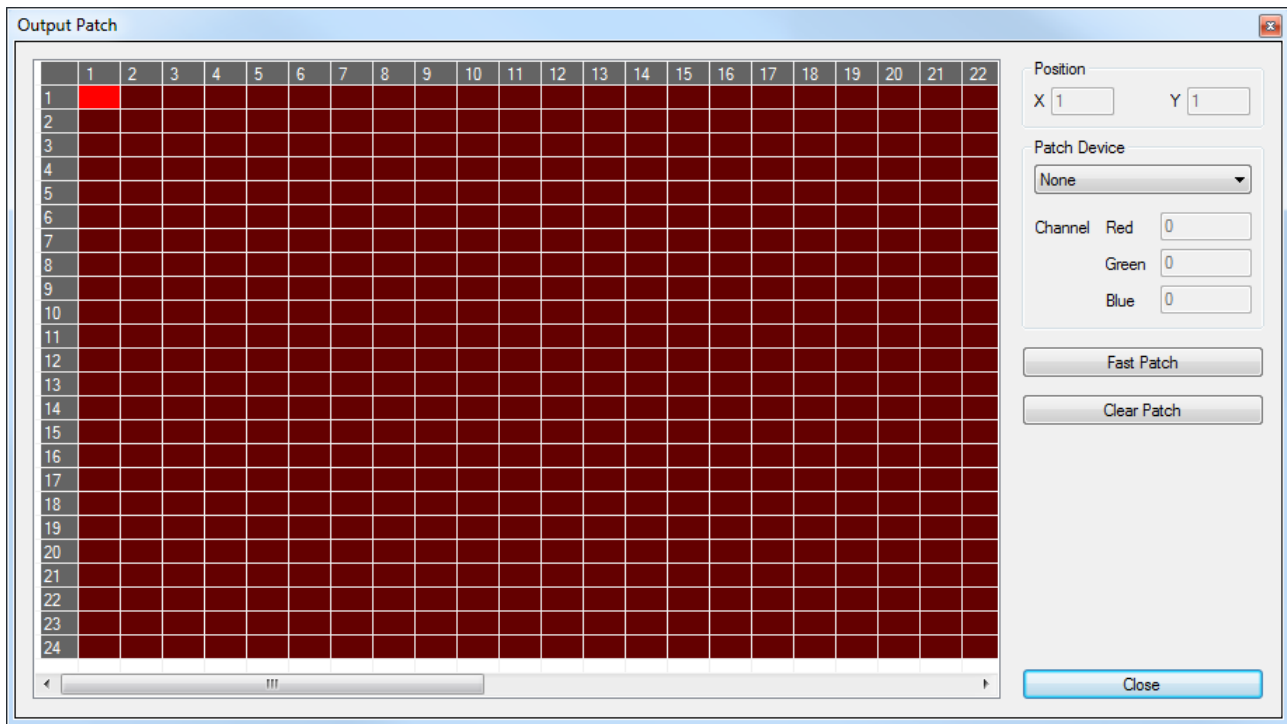 Output Patch
1 2 3 4 5 6 7 8 9 10 11 12 13 14 15 16 17 18 19 20 21 22
1
2
3
4
5
6
7
8
9
10
11
12
13
14
15
16
17
18
19
20
21
22
23
24
Position
X 1 Y 1
Patch Device
None
Channel Red 0
Green 0
Blue 0
Fast Patch
Clear Patch
Close